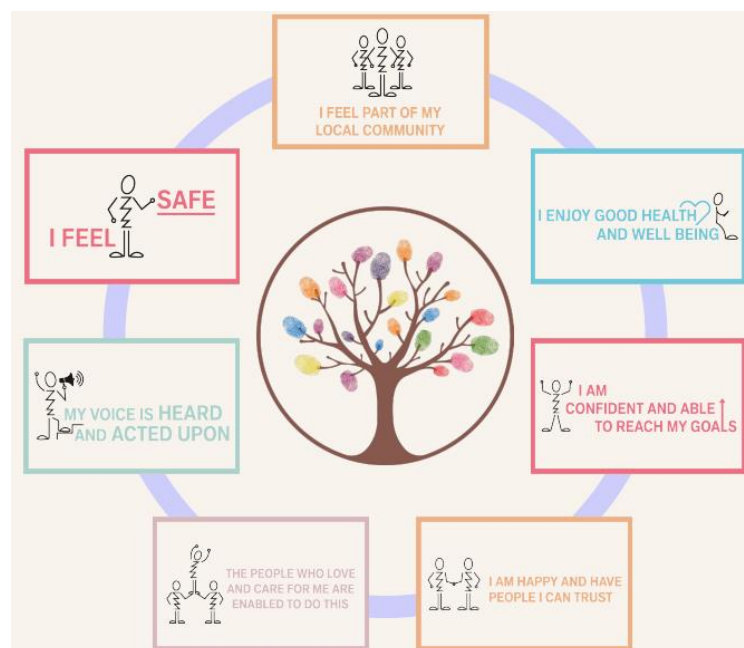 I FEEL PART OF MY
LOCAL COMMUNITY
I ENJOY GOOD HEALTH
AND WELL BEING
I AM
CONFIDENT AND ABLE
TO REACH MY GOALS
I AM HAPPY AND HAVE
PEOPLE I CAN TRUST
THE PEOPLE WHO LOVE
AND CARE FOR ME ARE
ENABLED TO DO THIS
MY VOICE IS HEARD
AND ACTED UPON
I FEEL SAFE